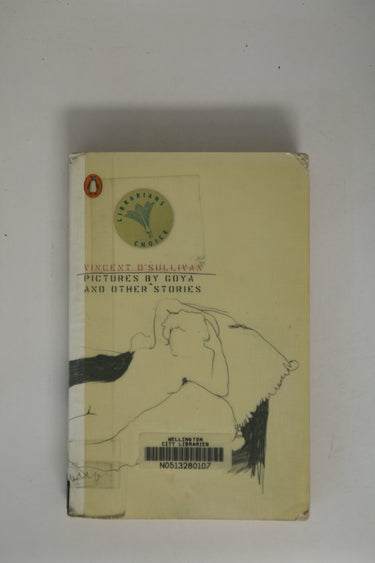 LIBRARIANS
CHOICE
VINCENT O'SULLIVAN
PICTURES BY GOYA
AND OTHER STORIES
WELLINGTON
CITY LIBRARIES
N0513280107